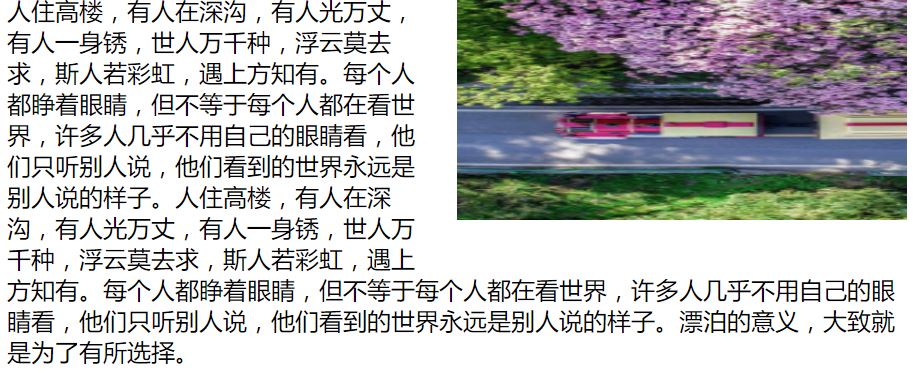 人住高楼，有人在深沟，有人光万丈，
有人一身锈，世人万千种，浮云莫去
求，斯人若彩虹，遇上方知有。每个人
都睁着眼睛，但不等于每个人都在看世
界，许多人几乎不用自己的眼睛看，他
们只听别人说，他们看到的世界永远是
别人说的样子。人住高楼，有人在深
沟，有人光万丈，有人一身锈，世人万
千种，浮云莫去求，斯人若彩虹，遇上
方知有。每个人都睁着眼睛，但不等于每个人都在看世界，许多人几乎不用自己的眼
睛看，他们只听别人说，他们看到的世界永远是别人说的样子。漂泊的意义，大致就
是为了有所选择。